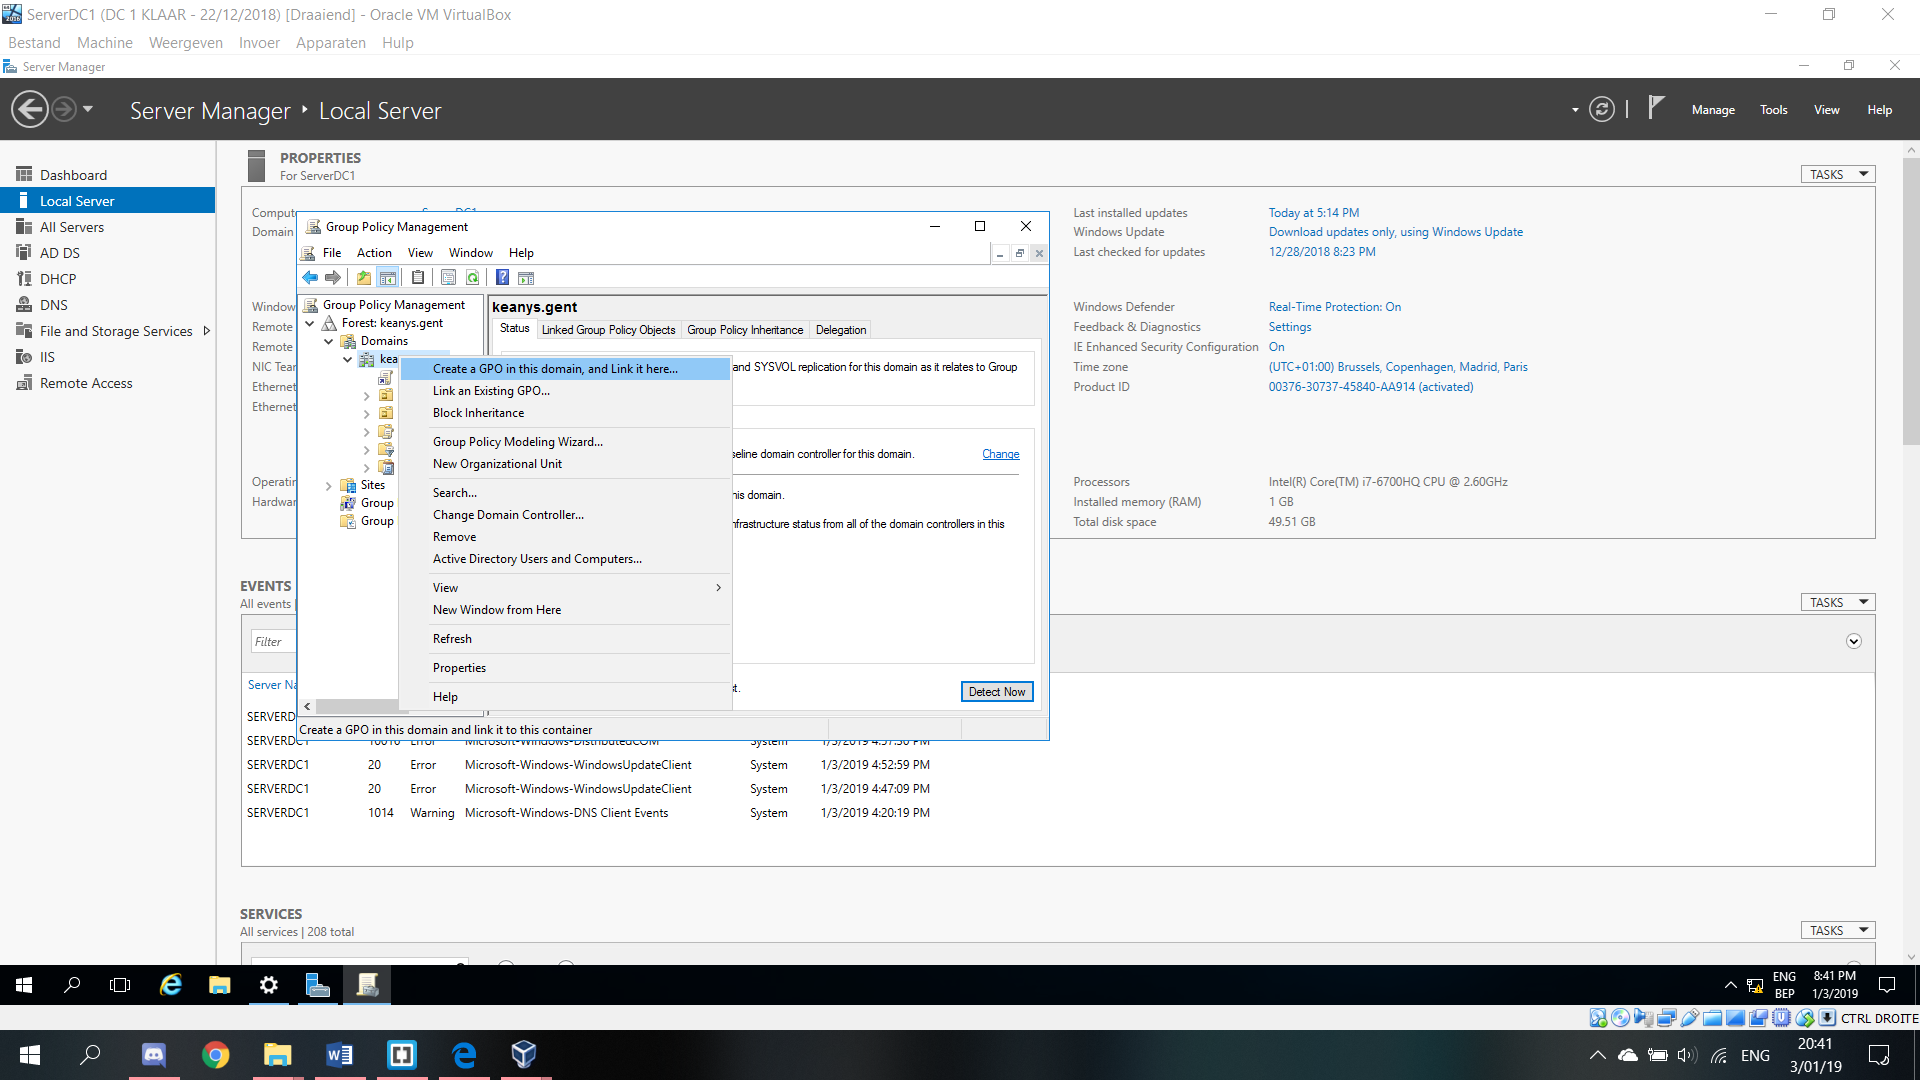 ServerDC1 (DC 1 KLAAR - 22/12/2018) [Draaiend] - Oracle VM VirtualBox
Bestand Machine Weergeven Invoer Apparaten Hulp
Server Manager
Server Manager Local Server
Manage Tools View Help
Dashboard
Local Server
All Servers
AD DS
DHCP
DNS
File and Storage Services
IIS
Remote Access
PROPERTIES
For ServerDC1
TASKS
Domain
Window
Remote
Remote
NIC Tear
Ethernet
Ethernet
Last installed updates Today at 5:14 PM
Windows Update Download updates only, using Windows Update
Last checked for updates 12/28/2018 8:23 PM
Windows Defender Real-Time Protection: On
Feedback & Diagnostics Settings
IE Enhanced Security Configuration On
Time zone (UTC+01:00) Brussels, Copenhagen, Madrid, Paris
Product ID 00376-30737-45840-AA914 (activated)
Processors Intel(R) Core(TM) i7-6700HQ CPU @ 2.60GHz
Installed memory (RAM) 1 GB
Total disk space 49.51 GB
Group Policy Management
File Action View Window Help
Group Policy Management
Forest: keanys.gent
Domains
kea
Sites
Group
Group
keanys.gent
Status Linked Group Policy Objects Group Policy Inheritance Delegation
and SYSVOL replication for this domain as it relates to Group
seline domain controller for this domain. Change
his domain.
nfrastructure status from all of the domain controllers in this
Detect Now
Create a GPO in this domain, and Link it here...
Link an Existing GPO...
Block Inheritance
Group Policy Modeling Wizard...
New Organizational Unit
Search...
Change Domain Controller...
Remove
Active Directory Users and Computers...
View
New Window from Here
Refresh
Properties
Help
Create a GPO in this domain and link it to this container
EVENTS
All events |
TASKS
Filter
Server Na
SERVERDC1
SERVERDC1 10016 Error Microsoft-Windows-DistributedCOM System 1/3/2019 4:57:30 PM
SERVERDC1 20 Error Microsoft-Windows-WindowsUpdateClient System 1/3/2019 4:52:59 PM
SERVERDC1 20 Error Microsoft-Windows-WindowsUpdateClient System 1/3/2019 4:47:09 PM
SERVERDC1 1014 Warning Microsoft-Windows-DNS Client Events System 1/3/2019 4:20:19 PM
SERVICES
All services | 208 total
TASKS
ENG
BEP
8:41 PM
1/3/2019
CTRL DROITE
ENG
20:41
3/01/19